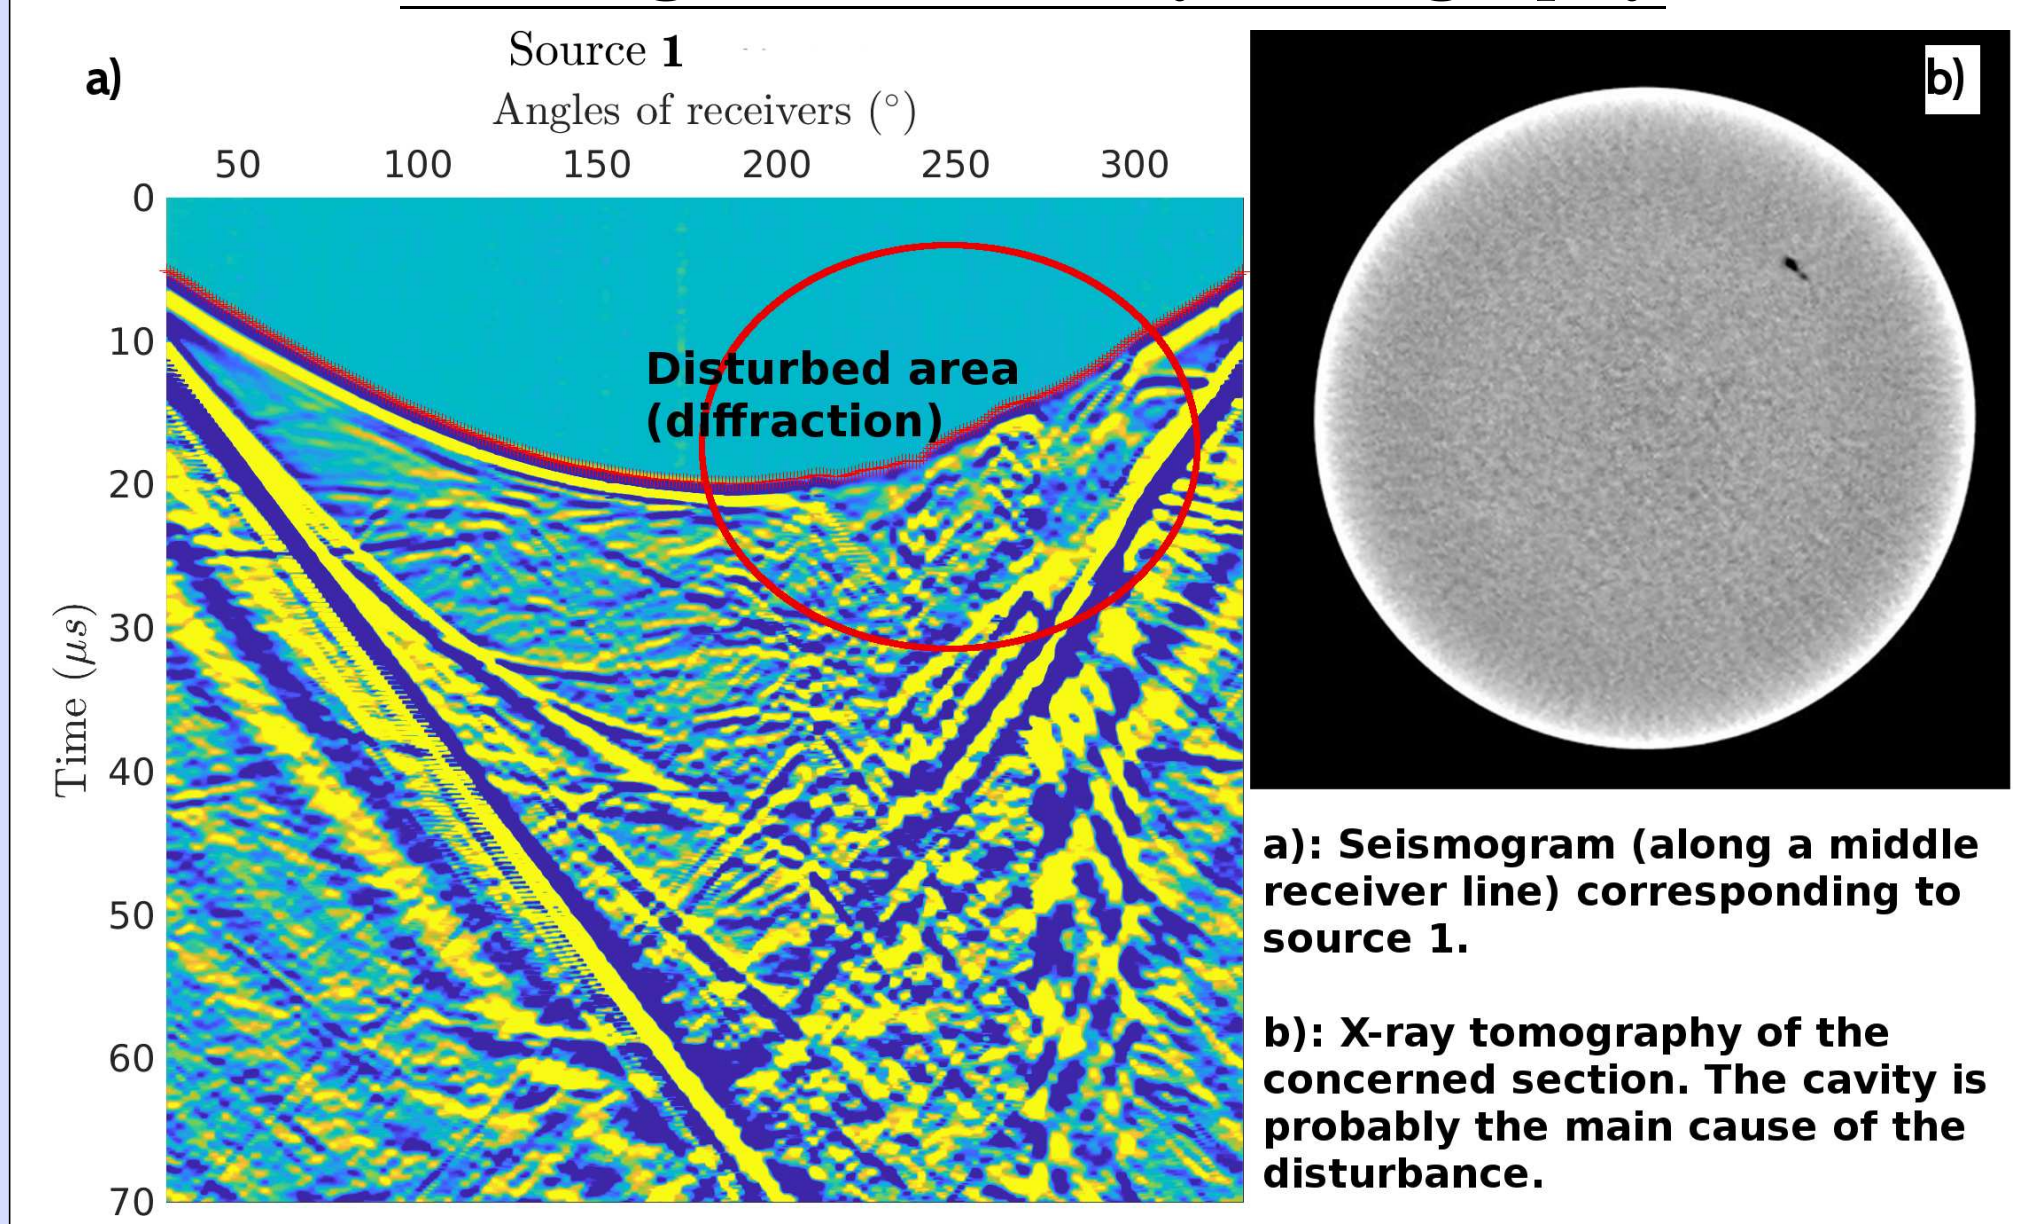 Source 1
a)
Angles of receivers (°)
50 100 150 200 250 300
0
10
20
30
40
50
60
70
Time (μs)
Disturbed area
(diffraction)
b)
a): Seismogram (along a middle
receiver line) corresponding to
source 1.
b): X-ray tomography of the
concerned section. The cavity is
probably the main cause of the
disturbance.